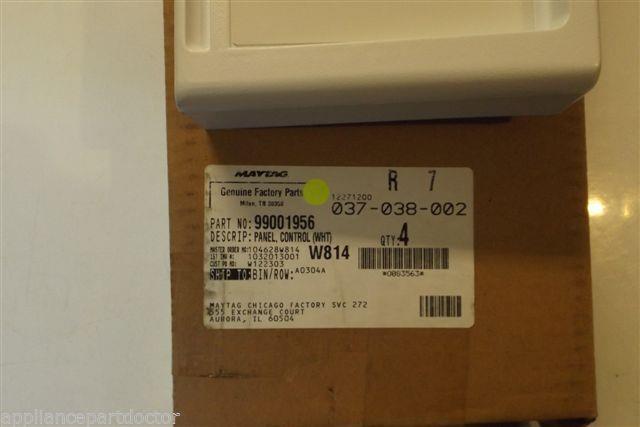 MAYTAG
Genuine Factory Parts
Milan, TN 38358
R 7
12271200
037-038-002
PART NO: 99001956
DESCRIP: PANEL, CONTROL (WHT)
QTY: 4
MASTER ORDER NO: 104628W814
W814
1ST INV #: 1032013001
CUST PO NO: W122303
*0863563*
SHIP TO: BIN/ROW: A0304A
MAYTAG CHICAGO FACTORY SVC 272
555 EXCHANGE COURT
AURORA, IL 60504
© appliancepartdoctor